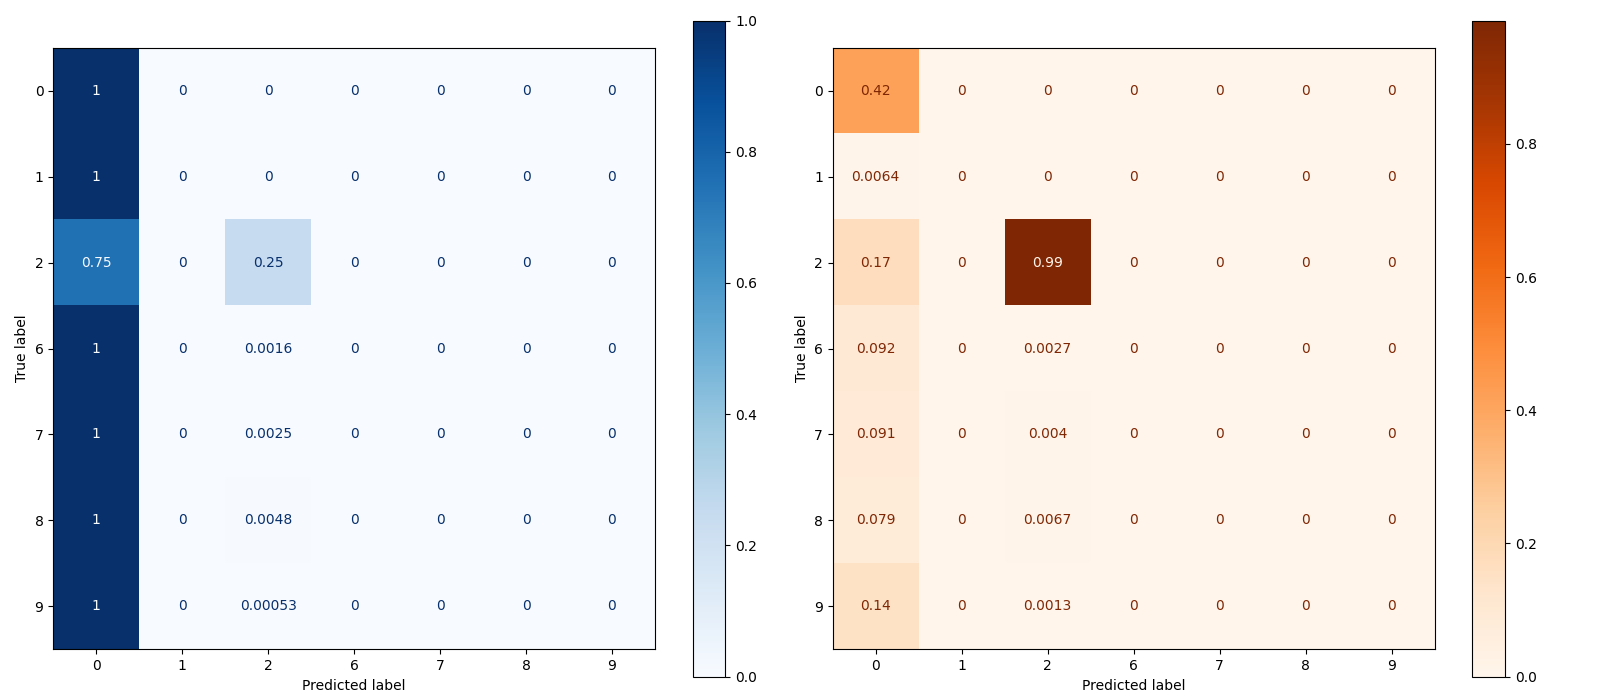 1.0
0 1 0 0 0 0 0 0
0.8
1 1 0 0 0 0 0 0
2 0.75 0 0.25 0 0 0 0
0.6
True label
6 1 0 0.0016 0 0 0 0
0.4
7 1 0 0.0025 0 0 0 0
8 1 0 0.0048 0 0 0 0
0.2
9 1 0 0.00053 0 0 0 0
0 1 2 6 7 8 9
0.0
Predicted label
0 0.42 0 0 0 0 0 0
0.8
1 0.0064 0 0 0 0 0 0
2 0.17 0 0.99 0 0 0 0
0.6
True label
6 0.092 0 0.0027 0 0 0 0
0.4
7 0.091 0 0.004 0 0 0 0
8 0.079 0 0.0067 0 0 0 0
0.2
9 0.14 0 0.0013 0 0 0 0
0 1 2 6 7 8 9
0.0
Predicted label